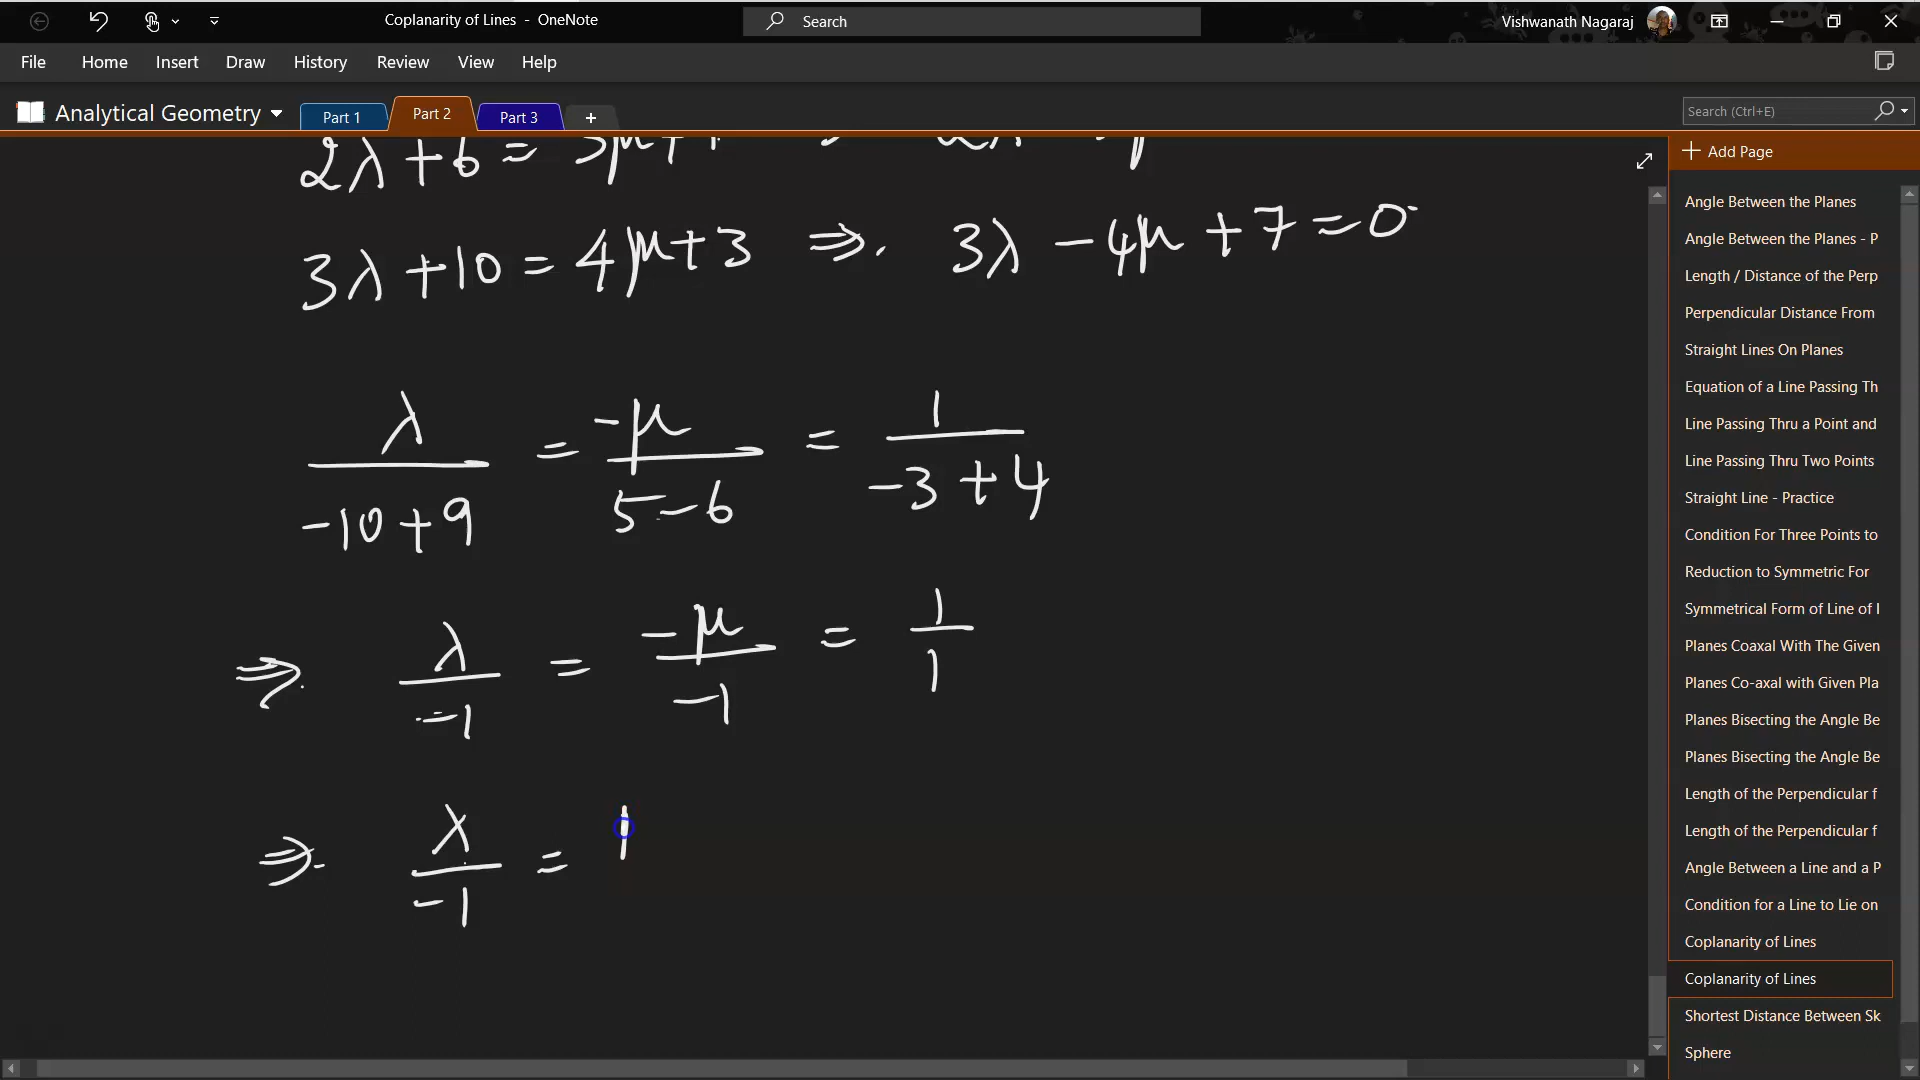 Coplanarity of Lines - OneNote
Search
Vishwanath Nagaraj
File Home Insert Draw History Review View Help
Analytical Geometry
Part 1
Part 2
Part 3
+
Search (Ctrl+E)
2λ + 6 =
3λ + 10 = 4μ + 3 ⇒ 3λ - 4μ + 7 = 0
λ/(-10 + 9) = -μ/(5 - 6) = 1/(-3 + 4)
⇒ λ/-1 = -μ/-1 = 1/1
⇒ λ/-1 = 1
Add Page
Angle Between the Planes
Angle Between the Planes - P
Length / Distance of the Perp
Perpendicular Distance From
Straight Lines On Planes
Equation of a Line Passing Th
Line Passing Thru a Point and
Line Passing Thru Two Points
Straight Line - Practice
Condition For Three Points to
Reduction to Symmetric For
Symmetrical Form of Line of I
Planes Coaxal With The Given
Planes Co-axal with Given Pla
Planes Bisecting the Angle Be
Planes Bisecting the Angle Be
Length of the Perpendicular f
Length of the Perpendicular f
Angle Between a Line and a P
Condition for a Line to Lie on
Coplanarity of Lines
Coplanarity of Lines
Shortest Distance Between Sk
Sphere